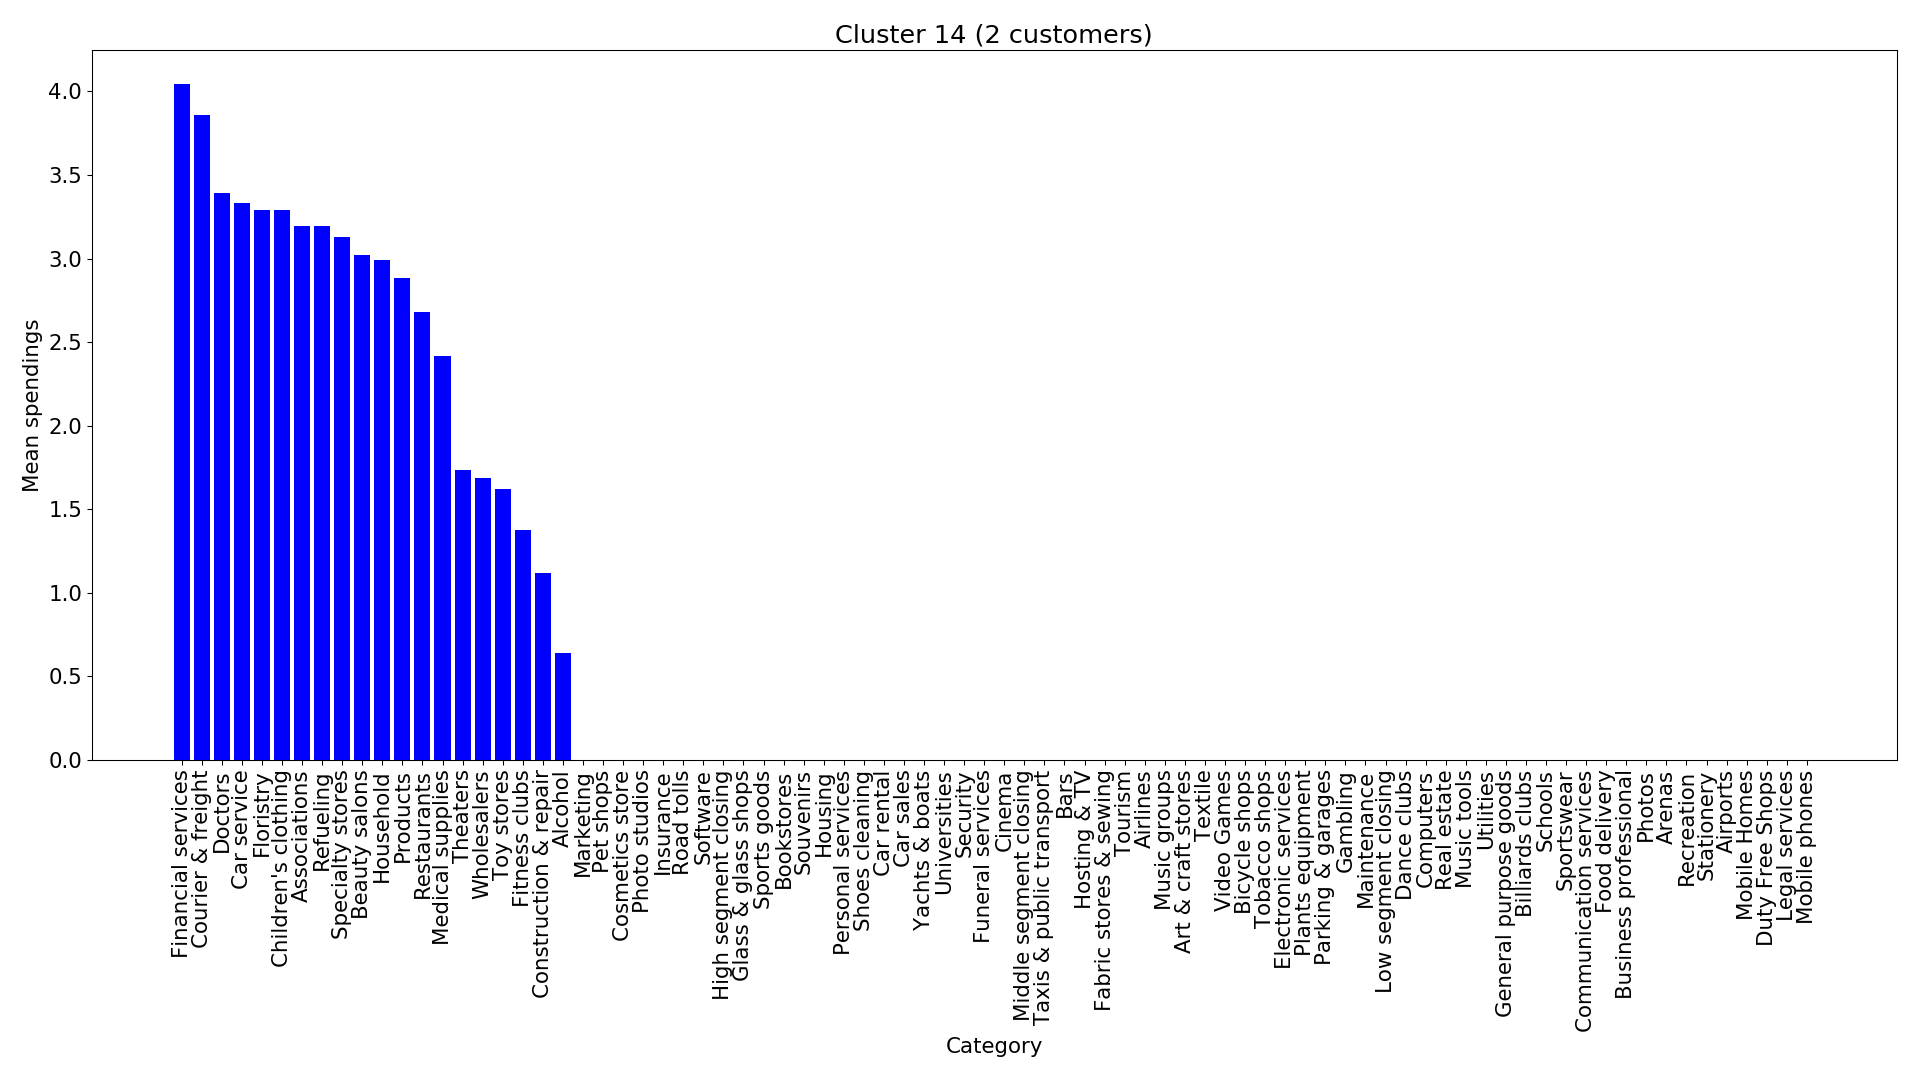 Cluster 14 (2 customers)
4.0
3.5
3.0
2.5
2.0
1.5
1.0
0.5
0.0
Mean spendings
Financial services
Courier & freight
Doctors
Car service
Floristry
Children's clothing
Associations
Refueling
Specialty stores
Beauty salons
Household
Products
Restaurants
Medical supplies
Theaters
Wholesalers
Toy stores
Fitness clubs
Construction & repair
Alcohol
Marketing
Pet shops
Cosmetics store
Photo studios
Insurance
Road tolls
Software
High segment closing
Glass & glass shops
Sports goods
Bookstores
Souvenirs
Housing
Personal services
Shoes cleaning
Car rental
Car sales
Yachts & boats
Universities
Security
Funeral services
Cinema
Middle segment closing
Taxis & public transport
Bars
Hosting & TV
Fabric stores & sewing
Tourism
Airlines
Music groups
Art & craft stores
Textile
Video Games
Bicycle shops
Tobacco shops
Electronic services
Plants equipment
Parking & garages
Gambling
Maintenance
Low segment closing
Dance clubs
Computers
Real estate
Music tools
Utilities
General purpose goods
Billiards clubs
Schools
Sportswear
Communication services
Food delivery
Business professional
Photos
Arenas
Recreation
Stationery
Airports
Mobile Homes
Duty Free Shops
Legal services
Mobile phones
Category